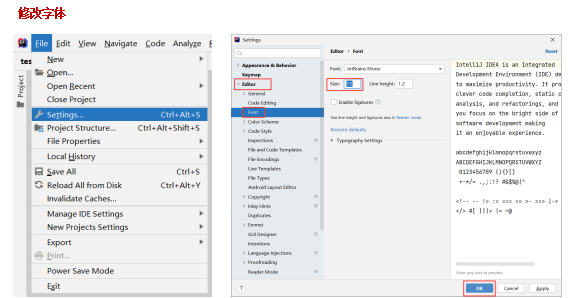 修改字体
File Edit View Navigate Code Analyze
New
Open...
Open Recent
Close Project
Settings... Ctrl+Alt+S
Project Structure... Ctrl+Alt+Shift+S
File Properties
Local History
Save All Ctrl+S
Reload All from Disk Ctrl+Alt+Y
Invalidate Caches...
Manage IDE Settings
New Projects Settings
Export
Print...
Power Save Mode
Exit
tes
Project
Settings
Appearance & Behavior
Keymap
Editor
General
Code Editing
Font
Color Scheme
Code Style
Inspections
File and Code Templates
File Encodings
Live Templates
File Types
Android Layout Editor
Copyright
Inlay Hints
Duplicates
Emmet
GUI Designer
Intentions
Language Injections
Proofreading
Reader Mode
Editor › Font
Reset
Font: JetBrains Mono
Size: Line height: 1.2
Enable ligatures
See line height and ligatures also in Reader mode
Restore defaults
Typography Settings
IntelliJ IDEA is an Integrated
Development Environment (IDE) de
to maximize productivity. It pro
clever code completion, static c
analysis, and refactorings, and
you focus on the bright side of
software development making
it an enjoyable experience.
abcdefghijklmnopqrstuvwxyz
ABCDEFGHIJKLMNOPQRSTUVWXYZ
0123456789 (){}[]
+-*/= .,;:!? #&$%@|^
<!-- -- != := === >= >- >=> |->
</> #[ |||> |= ~@
Enter any text to preview
OK Cancel Apply